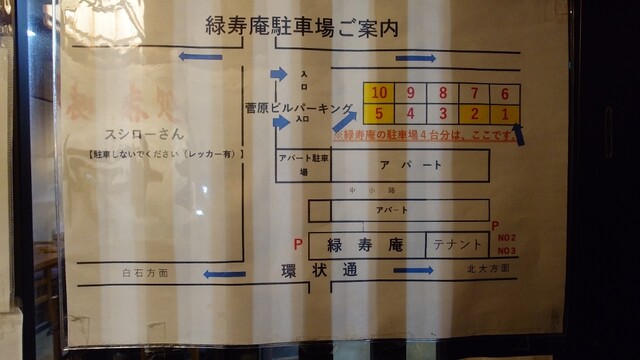 緑寿庵駐車場ご案内
入
口
10 9 8 7 6
菅原ビルパーキング
入口
5 4 3 2 1
スシローさん
※緑寿庵の駐車場４台分は、ここです。
【駐車しないでください（レッカー有）】
アパート駐車場
アパート
中小路
アパート
P
緑寿庵
テナント
P
NO2
NO3
白石方面
環状通
北大方面